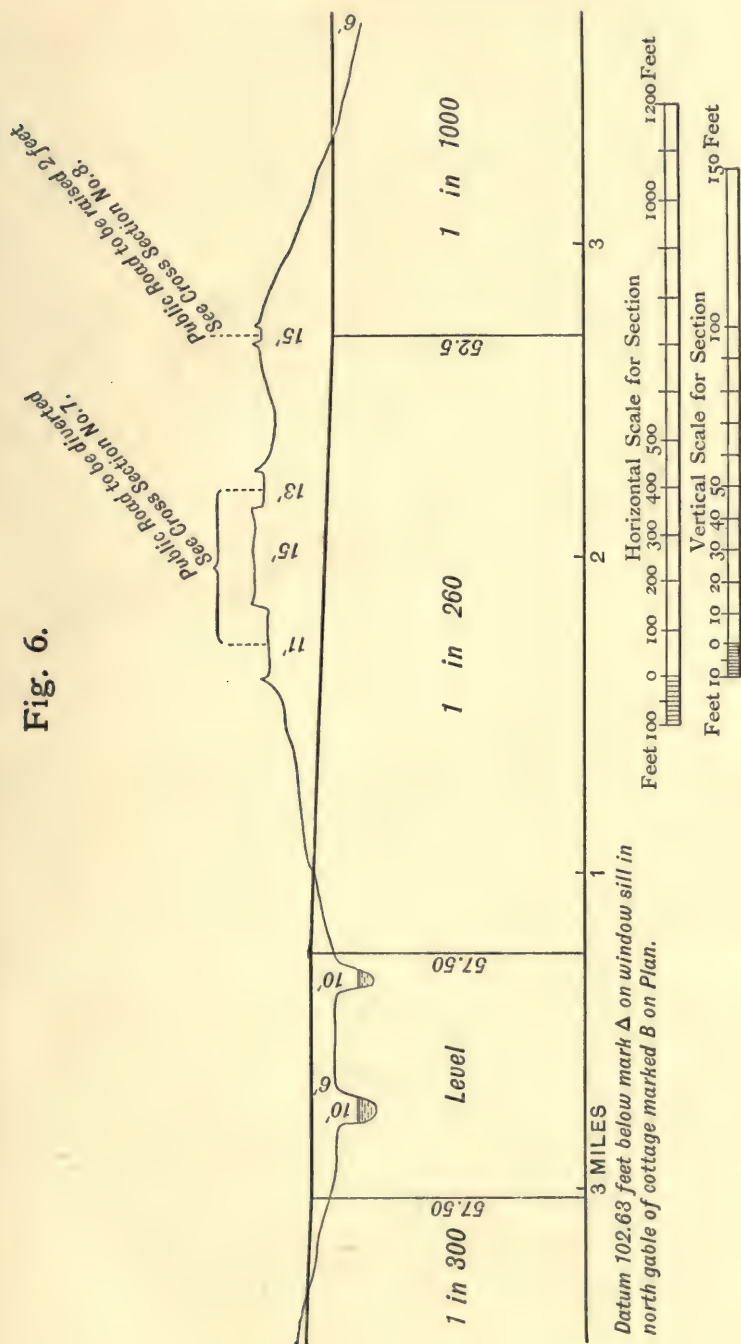 Fig. 6.
Public Road to be diverted
See Cross Section No.7.
Public Road to be raised 2 feet
See Cross Section No.8.
10'
6'
10'
11'
15'
13'
15'
6'
1 in 300
57.50
Level
57.50
1 in 260
52.5
1 in 1000
3 MILES
1
2
3
Datum 102.63 feet below mark Δ on window sill in
north gable of cottage marked B on Plan.
Horizontal Scale for Section
Feet 100 0 100 200 300 400 500 1000 1200 Feet
Vertical Scale for Section
Feet 10 0 10 20 30 40 50 100 150 Feet